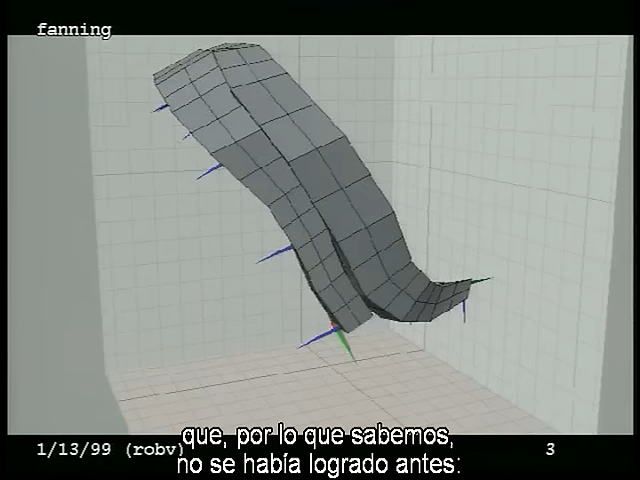 fanning
que, por lo que sabemos,
1/13/99 (robv)
3
no se había logrado antes: